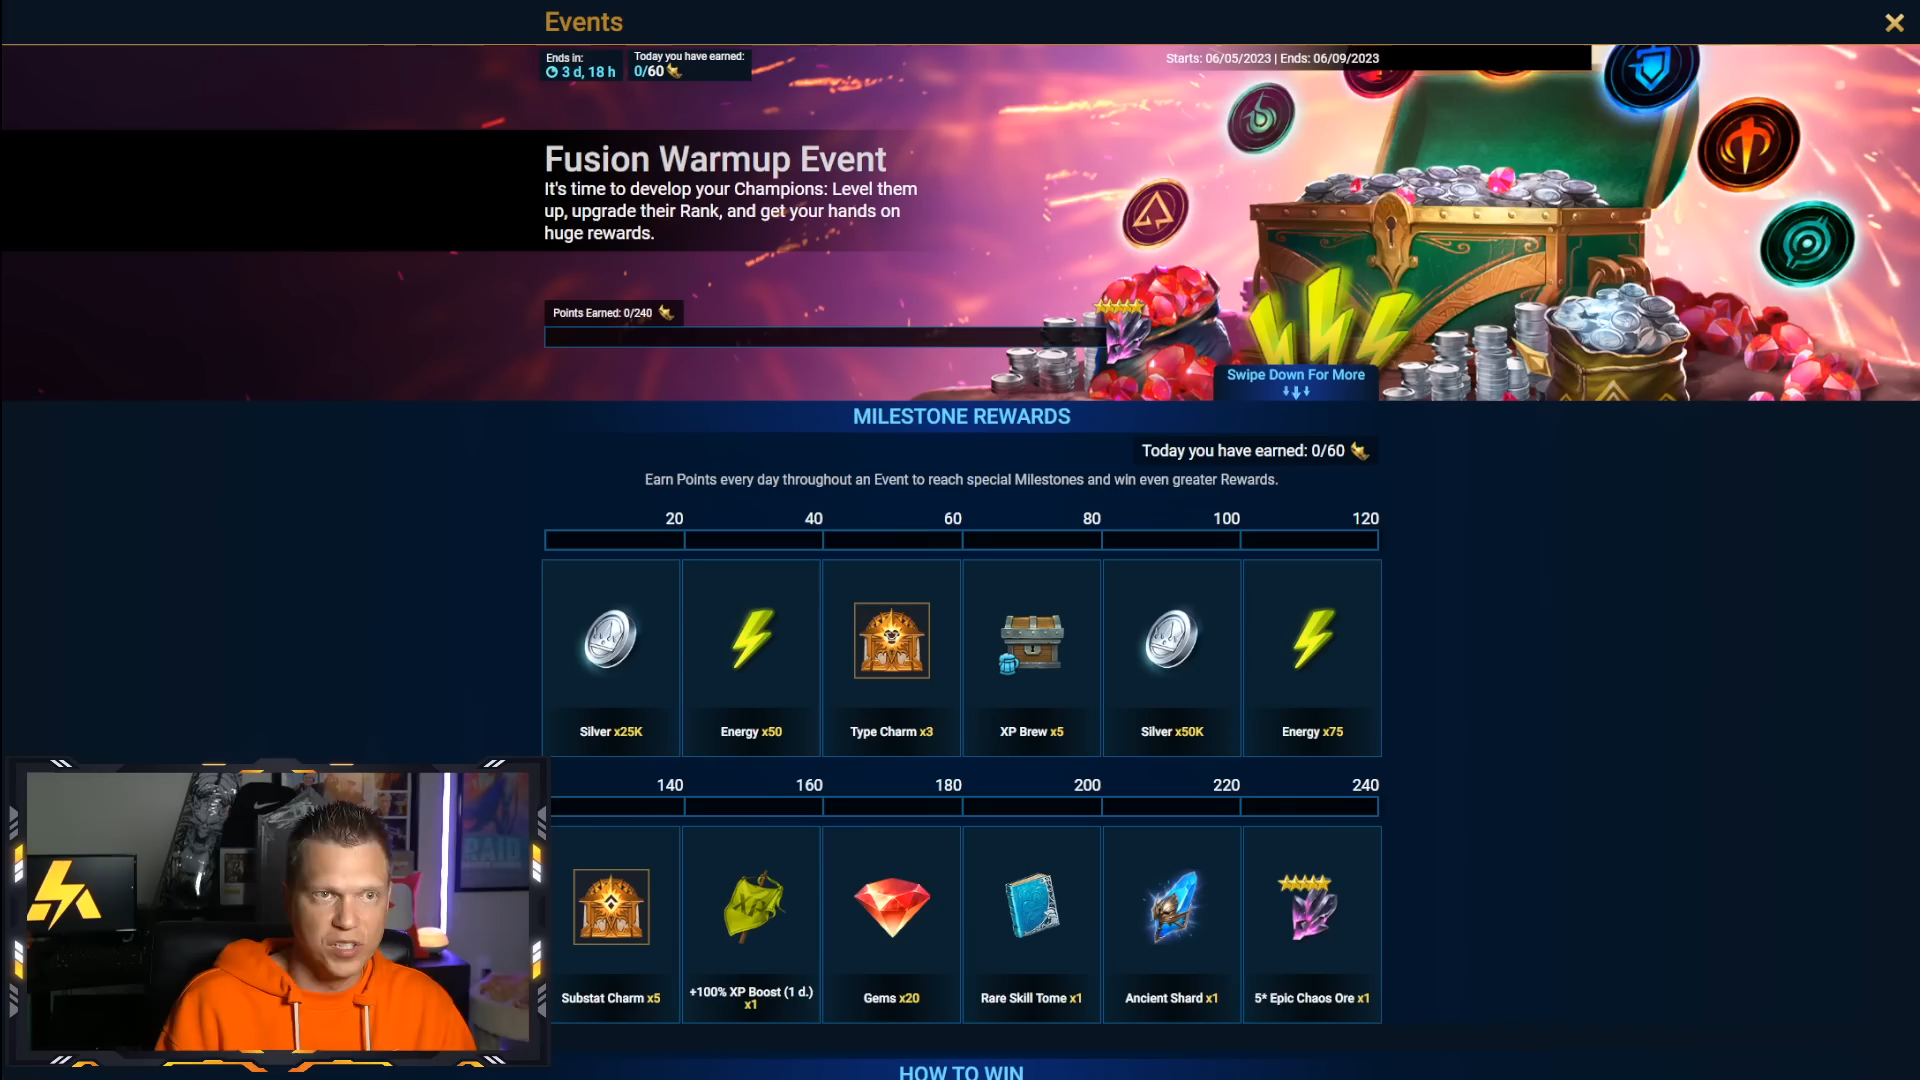 Events
Ends in:
3 d, 18 h
Today you have earned:
0/60
Starts: 06/05/2023 | Ends: 06/09/2023
Fusion Warmup Event
It's time to develop your Champions: Level them
up, upgrade their Rank, and get your hands on
huge rewards.
Points Earned: 0/240
Swipe Down For More
MILESTONE REWARDS
Today you have earned: 0/60
Earn Points every day throughout an Event to reach special Milestones and win even greater Rewards.
20 40 60 80 100 120
Silver x25K Energy x50 Type Charm x3 XP Brew x5 Silver x50K Energy x75
140 160 180 200 220 240
XP
RAID
Substat Charm x5 +100% XP Boost (1 d.) x1 Gems x20 Rare Skill Tome x1 Ancient Shard x1 5* Epic Chaos Ore x1
HOW TO WIN